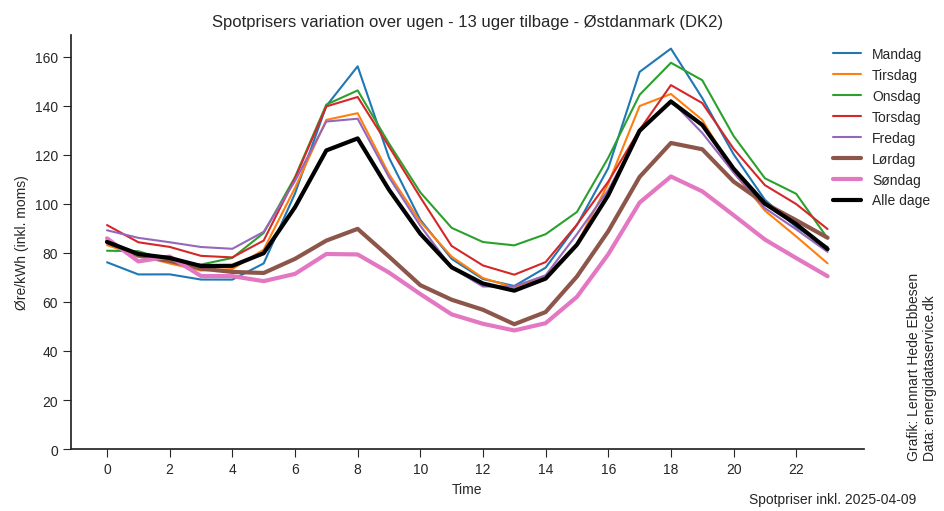 Spotprisers variation over ugen - 13 uger tilbage - Østdanmark (DK2)
Øre/kWh (inkl. moms)
160
140
120
100
80
60
40
20
0
0 2 4 6 8 10 12 14 16 18 20 22
Time
Mandag
Tirsdag
Onsdag
Torsdag
Fredag
Lørdag
Søndag
Alle dage
Grafik: Lennart Hede Ebbesen
Data: energidataservice.dk
Spotpriser inkl. 2025-04-09